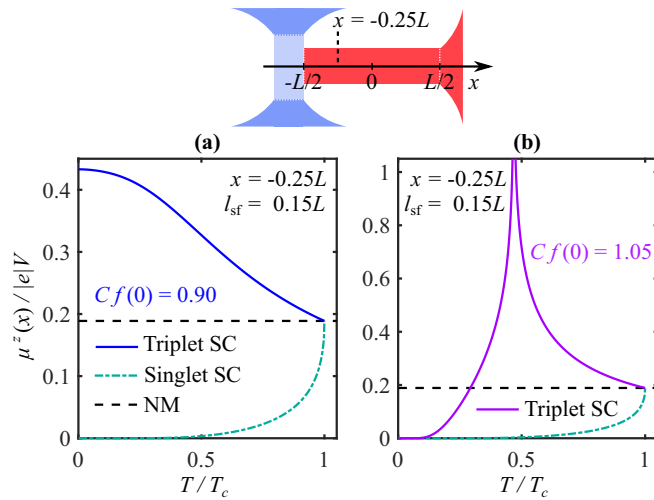 x = -0.25L
-L/2 0 L/2 x
(a) (b)
μ^z(x) / |e|V
0.4
0.3
0.2
0.1
0
x = -0.25L
l_sf = 0.15L
Cf(0) = 0.90
Triplet SC
Singlet SC
NM
0 0.5 1
T / T_c
1
0.8
0.6
0.4
0.2
0
x = -0.25L
l_sf = 0.15L
Cf(0) = 1.05
Triplet SC
0 0.5 1
T / T_c